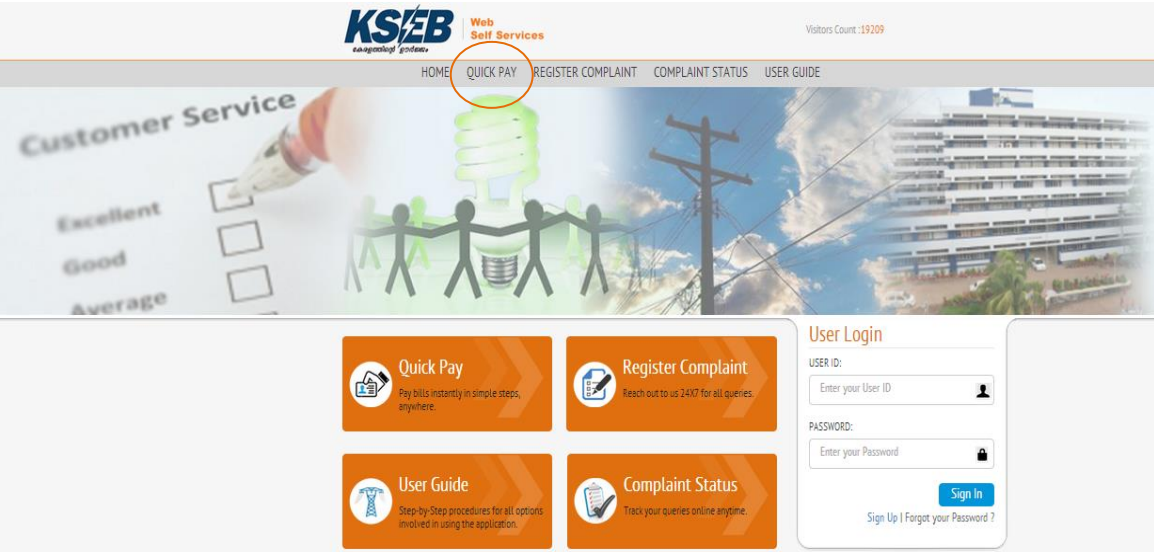 KSEB
Web
Self Services
കേരളത്തിന്റെ ഊർജ്ജം
Visitors Count :19209
HOME QUICK PAY REGISTER COMPLAINT COMPLAINT STATUS USER GUIDE
Customer Service
Excellent
Good
Average
Quick Pay
Pay bills instantly in simple steps,
anywhere.
Register Complaint
Reach out to us 24X7 for all queries.
User Guide
Step-by-Step procedures for all options
involved in using the application.
Complaint Status
Track your queries online anytime.
User Login
USER ID:
Enter your User ID
PASSWORD:
Enter your Password
Sign In
Sign Up | Forgot your Password ?